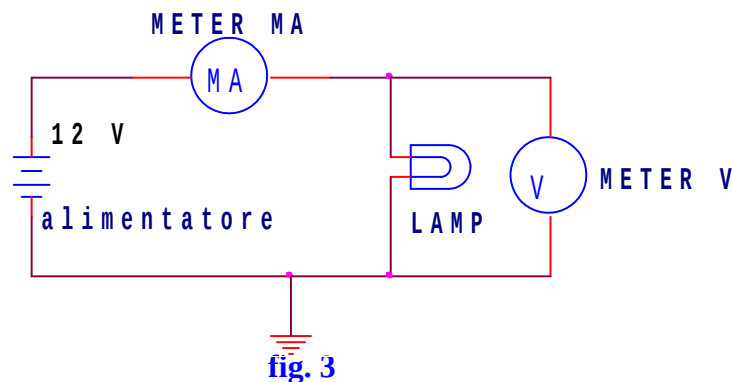 METER MA
MA
12 V
alimentatore
LAMP
V
METER V
fig. 3